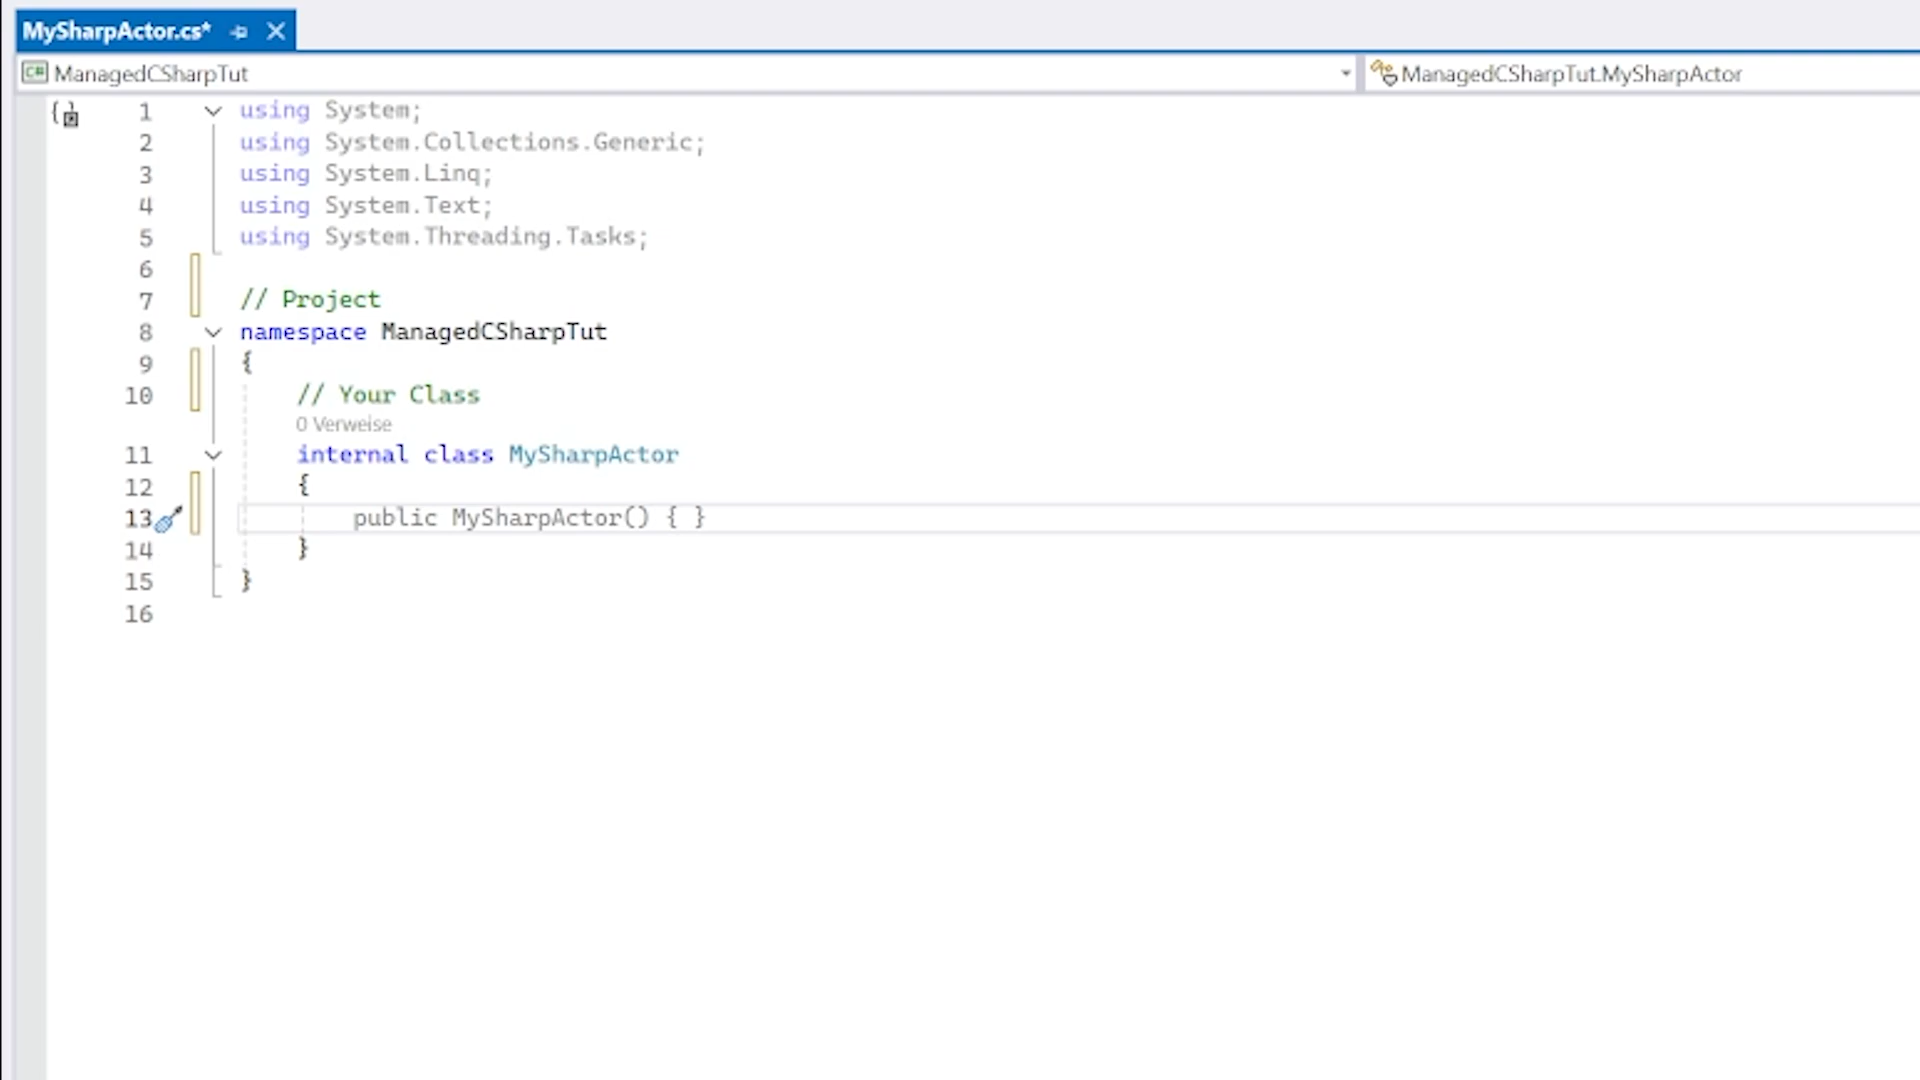 MySharpActor.cs*
ManagedCSharpTut
ManagedCSharpTut.MySharpActor
1 using System;
2 using System.Collections.Generic;
3 using System.Linq;
4 using System.Text;
5 using System.Threading.Tasks;
6
7 // Project
8 namespace ManagedCSharpTut
9 {
10 // Your Class
0 Verweise
11 internal class MySharpActor
12 {
13 public MySharpActor() { }
14 }
15 }
16